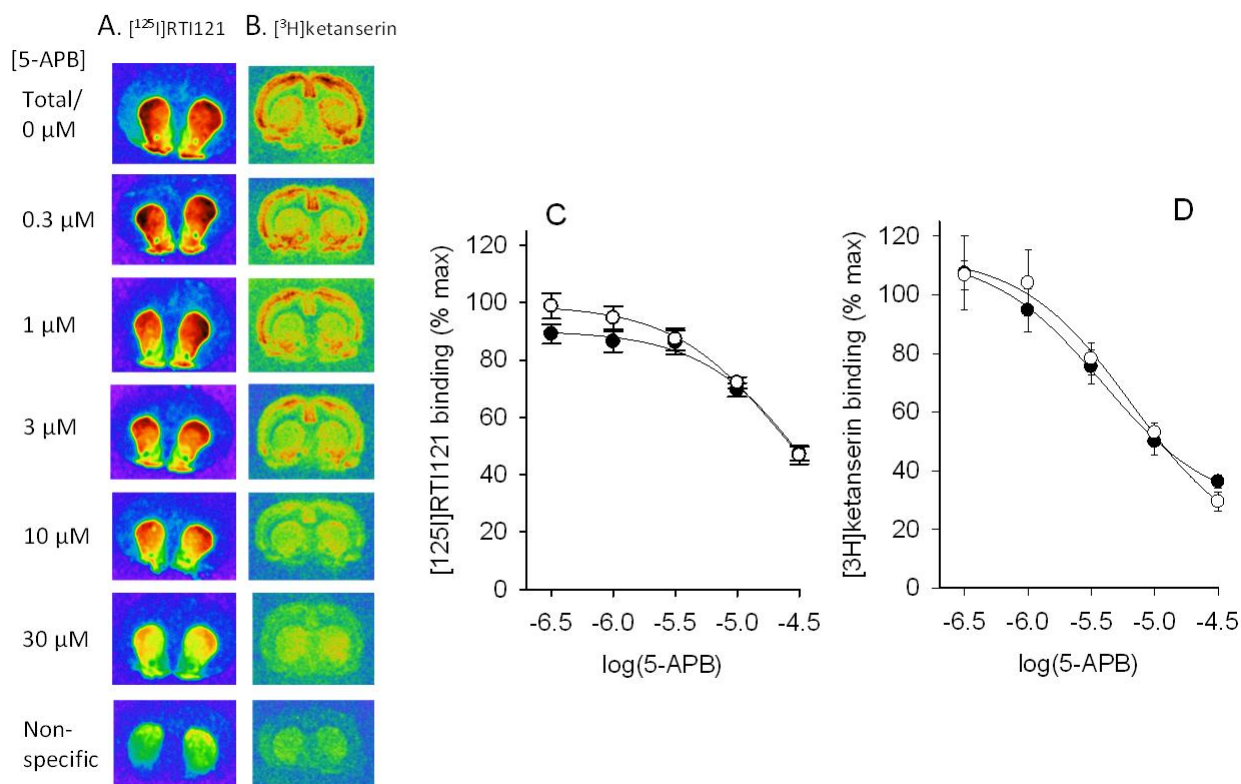 A. [¹²⁵I]RTI121 B. [³H]ketanserin
[5-APB]
Total/
0 μM
0.3 μM
1 μM
3 μM
10 μM
30 μM
Non-
specific
C
[125I]RTI121 binding (% max)
120
100
80
60
40
20
0
-6.5 -6.0 -5.5 -5.0 -4.5
log(5-APB)
D
[3H]ketanserin binding (% max)
120
100
80
60
40
20
0
-6.5 -6.0 -5.5 -5.0 -4.5
log(5-APB)